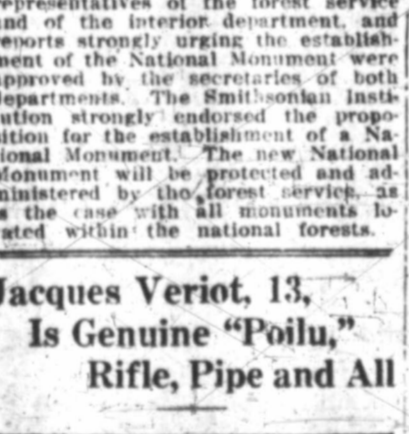 representatives of the forest service
and of the interior department, and
reports strongly urging the establish-
ment of the National Monument were
approved by the secretaries of both
departments. The Smithsonian Insti-
tution strongly endorsed the propo-
sition for the establishment of a Na-
tional Monument. The new National
Monument will be protected and ad-
ministered by the forest service, as
is the case with all monuments lo-
cated within the national forests.
Jacques Veriot, 13,
Is Genuine “Poilu,”
Rifle, Pipe and All